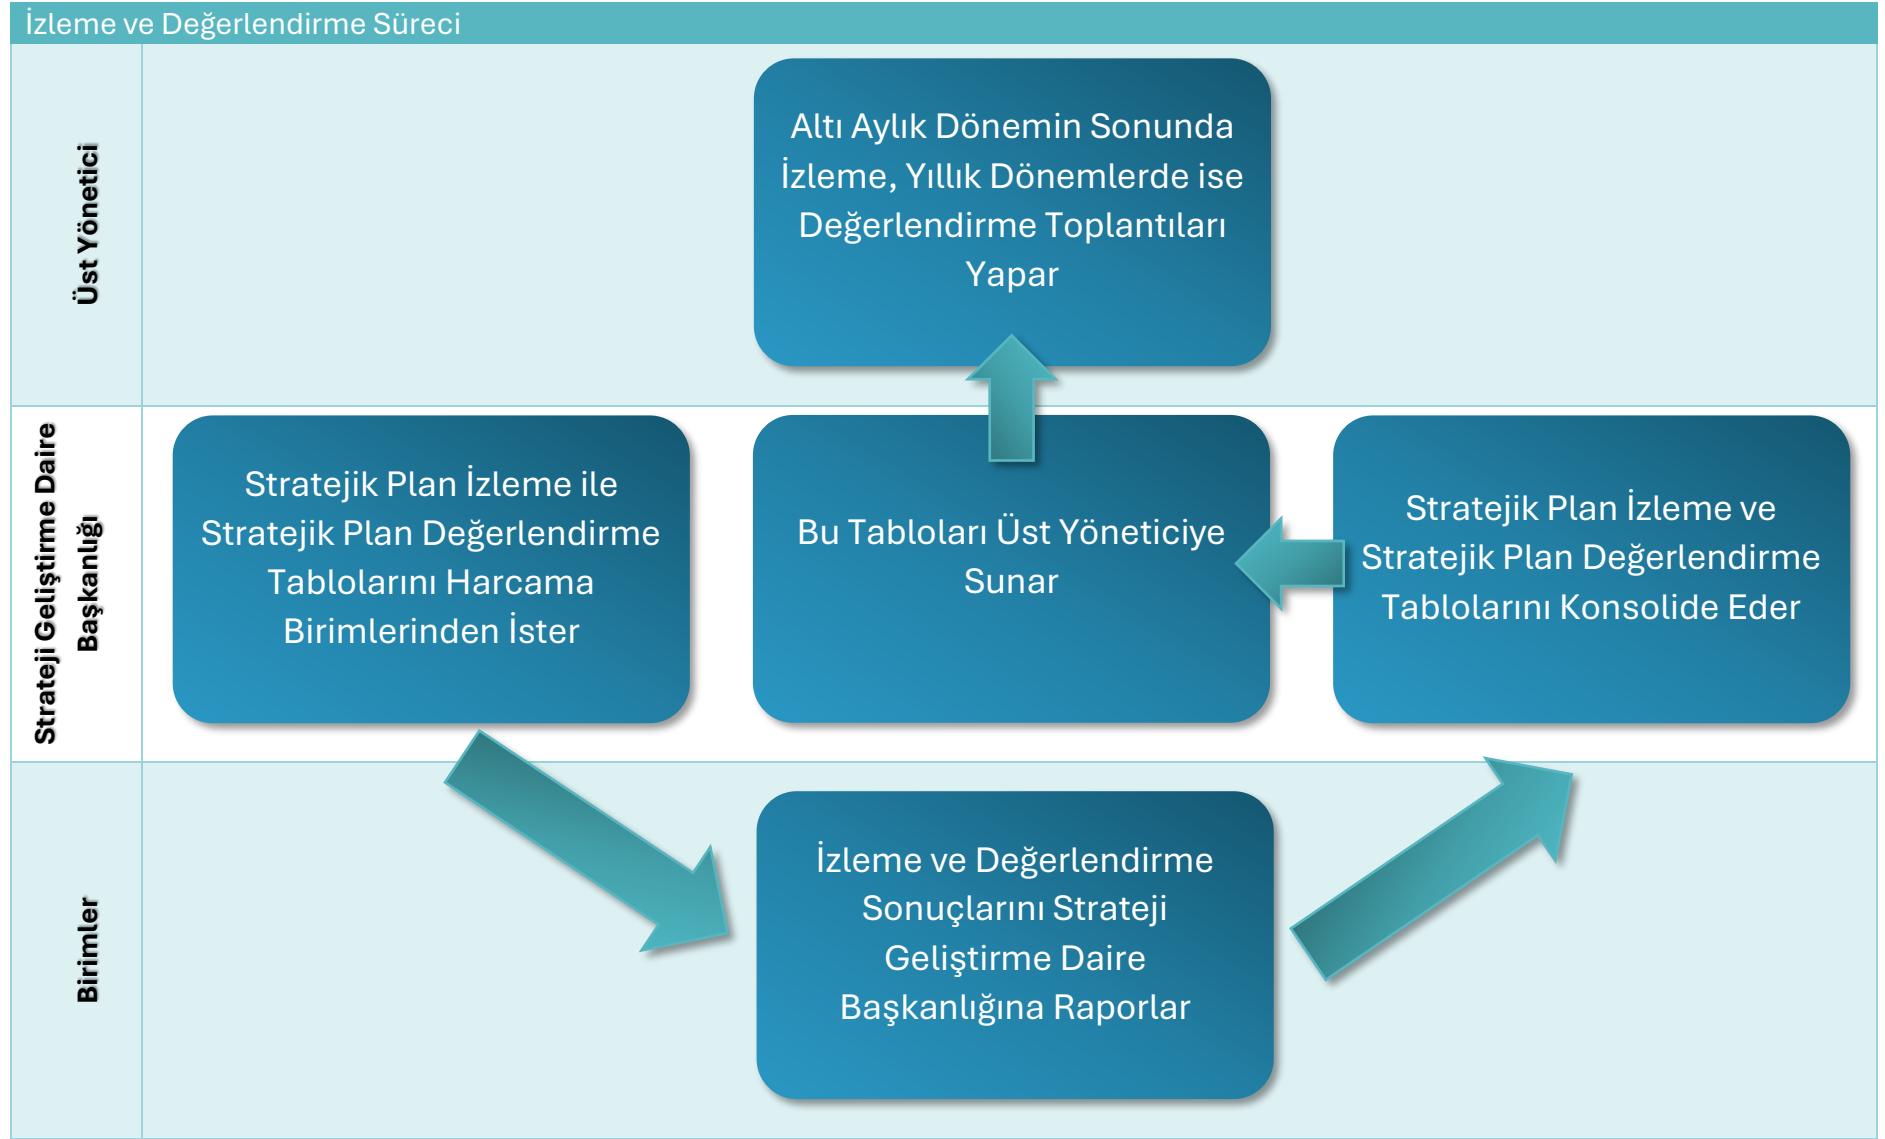 İzleme ve Değerlendirme Süreci
Üst Yönetici
Altı Aylık Dönemin Sonunda
İzleme, Yıllık Dönemlerde ise
Değerlendirme Toplantıları
Yapar
Strateji Geliştirme Daire
Başkanlığı
Stratejik Plan İzleme ile
Stratejik Plan Değerlendirme
Tablolarını Harcama
Birimlerinden İster
Bu Tabloları Üst Yöneticiye
Sunar
Stratejik Plan İzleme ve
Stratejik Plan Değerlendirme
Tablolarını Konsolide Eder
Birimler
İzleme ve Değerlendirme
Sonuçlarını Strateji
Geliştirme Daire
Başkanlığına Raporlar